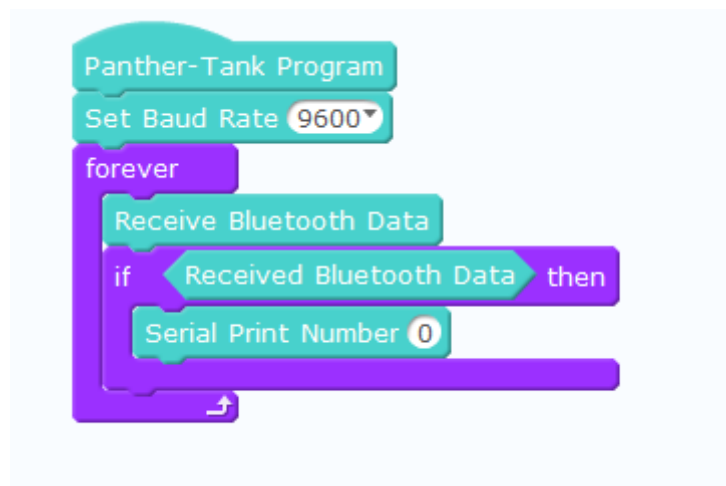 Panther-Tank Program
Set Baud Rate 9600
forever
Receive Bluetooth Data
if Received Bluetooth Data then
Serial Print Number 0